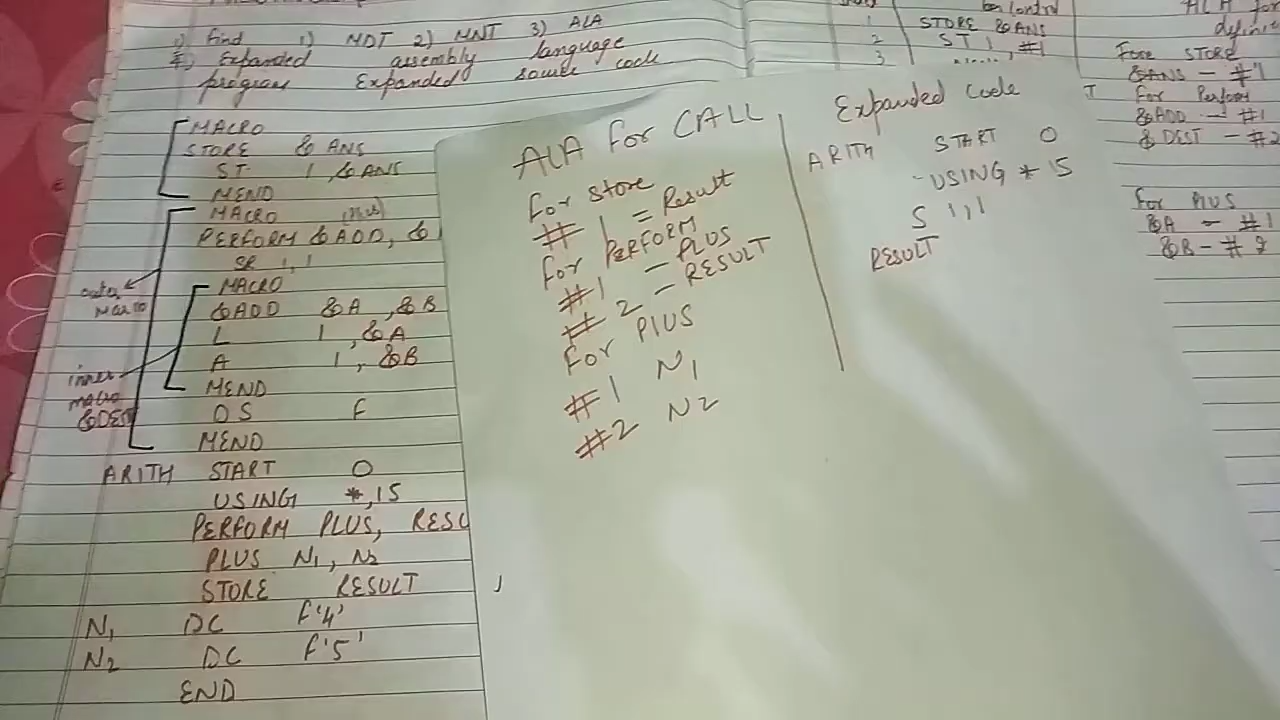 1) Find 1) MDT 2) MNT 3) ALA
Expanded assembly language
program Expanded source code
MACRO
STORE &ANS
ST 1, &ANS
MEND
MACRO
PERFORM &ADD, &
SR 1,1
outer
Macro
MACRO
&ADD &A, &B
L 1, &A
A 1, &B
inner
macro
&DEST
MEND
DS F
MEND
ARITH START 0
USING *,15
PERFORM PLUS, RESU
PLUS N1, N2
STORE RESULT
N1 DC F'4'
N2 DC F'5'
END
ALA For CALL
For Store
# 1 = Result
For PERFORM
#1 - PLUS
# 2 - RESULT
For PlUS
#1 N1
#2 N2
Expanded Code
ARITH START 0
USING * 15
S 1,1
RESULT
1 STORE &ANS
2 ST 1, #1
3
ALA for
For STORE
&ANS - #1
For Perform
&ADD - #1
& DEST - #2
For PlUS
&A - #1
&B - # 2